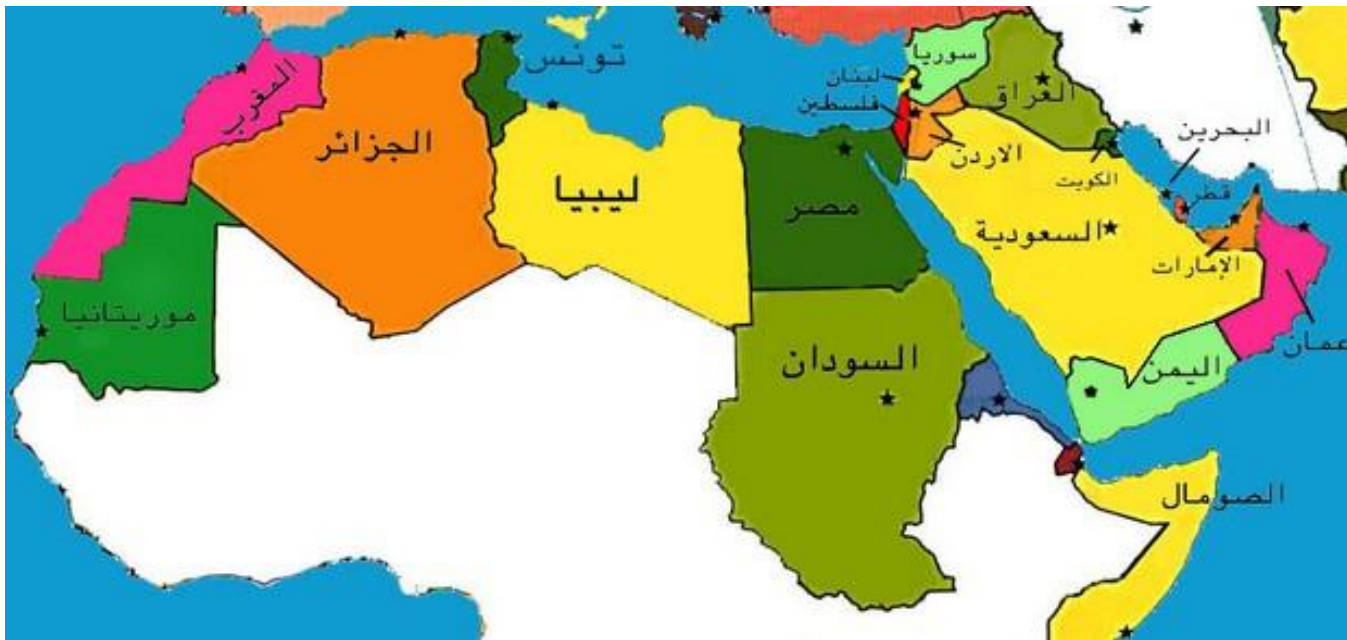 المغرب
تونس
الجزائر
ليبيا
مصر
موريتانيا
السودان
سوريا
لبنان
فلسطين
العراق
الاردن
البحرين
الكويت
قطر
السعودية
الإمارات
عمان
اليمن
الصومال